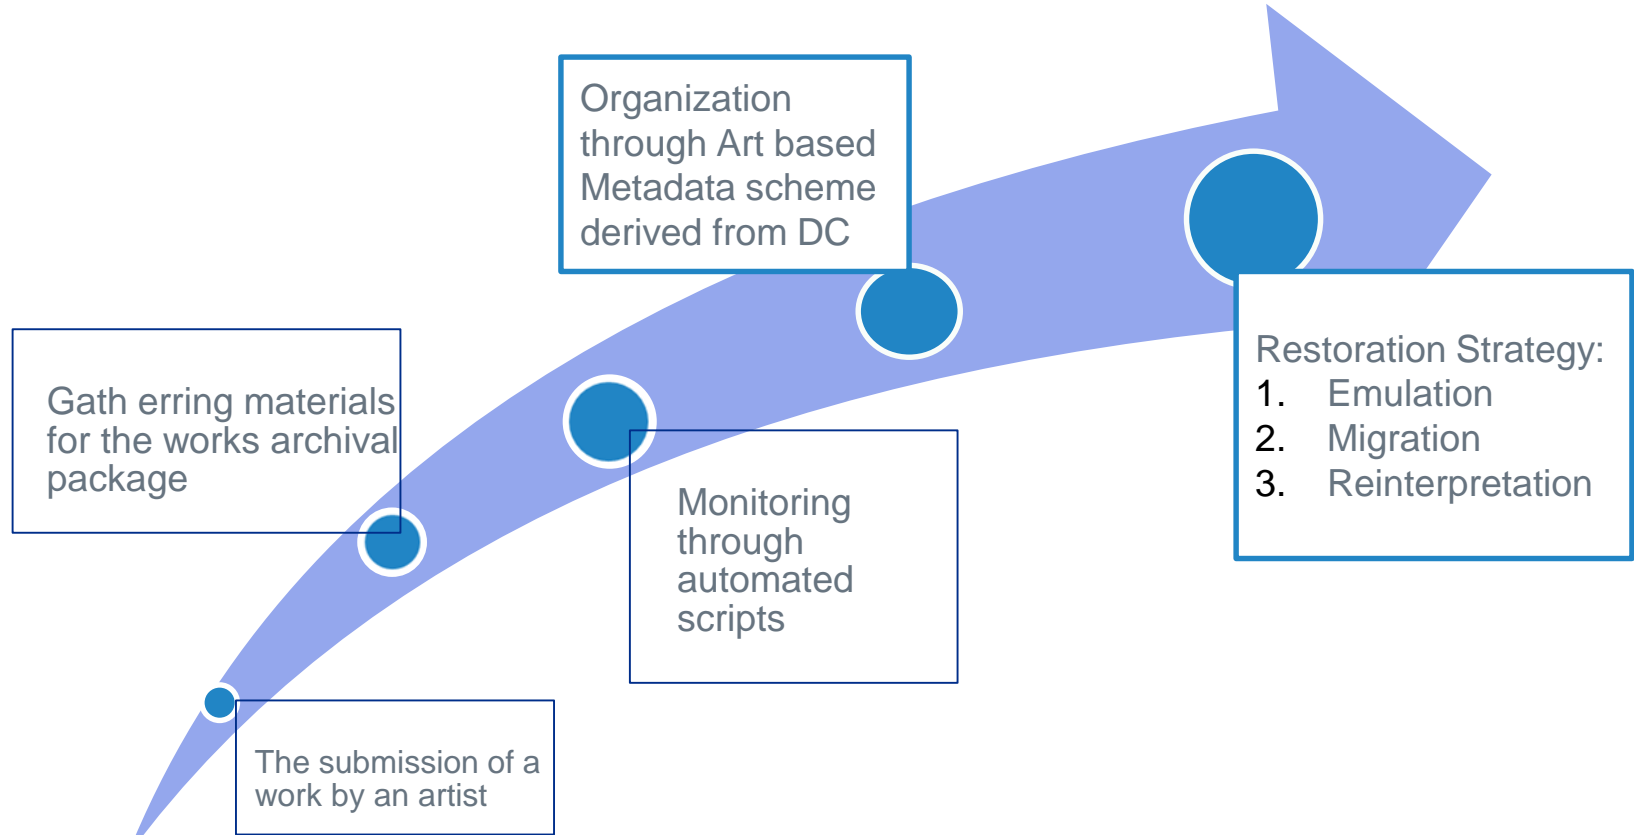 Organization
through Art based
Metadata scheme
derived from DC
Gath erring materials
for the works archival
package
Restoration Strategy:
1. Emulation
2. Migration
3. Reinterpretation
Monitoring
through
automated
scripts
The submission of a
work by an artist